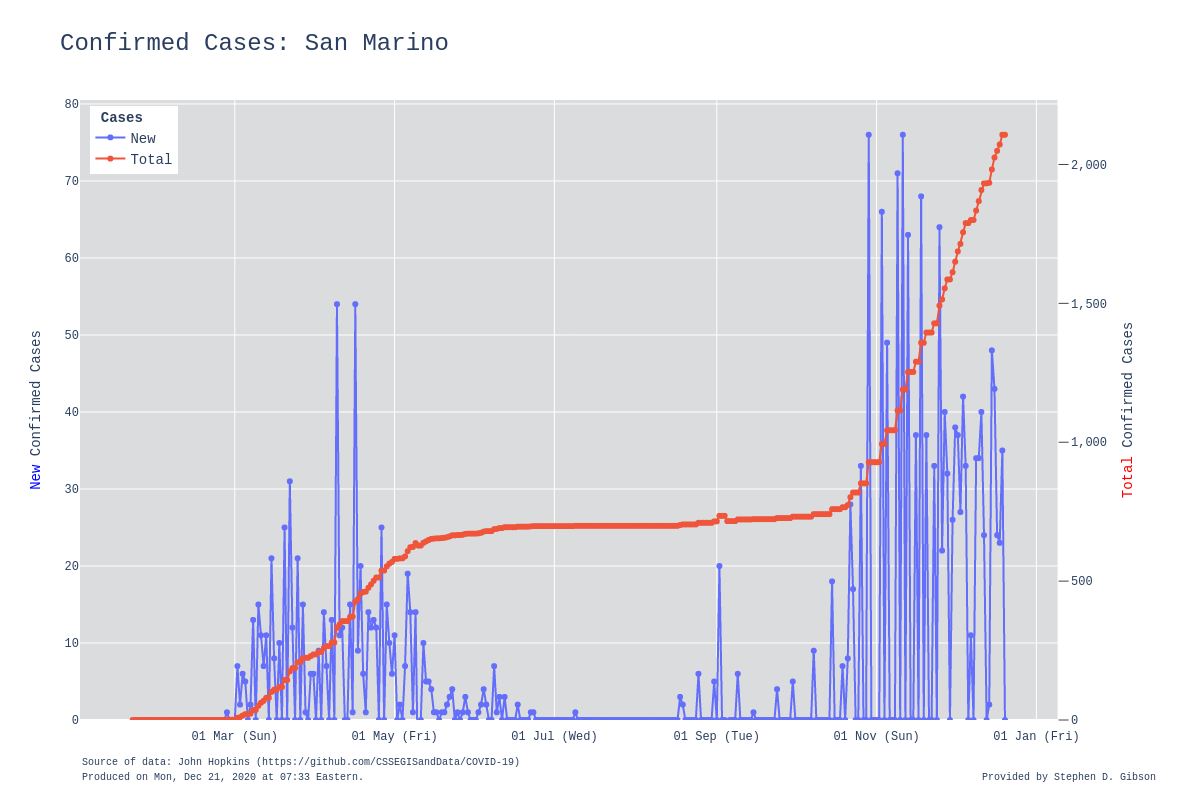 Confirmed Cases: San Marino
Cases
New
Total
80
70
60
50
40
30
20
10
0
New Confirmed Cases
2,000
1,500
1,000
500
0
Total Confirmed Cases
01 Mar (Sun)
01 May (Fri)
01 Jul (Wed)
01 Sep (Tue)
01 Nov (Sun)
01 Jan (Fri)
Source of data: John Hopkins (https://github.com/CSSEGISandData/COVID-19)
Produced on Mon, Dec 21, 2020 at 07:33 Eastern.
Provided by Stephen D. Gibson